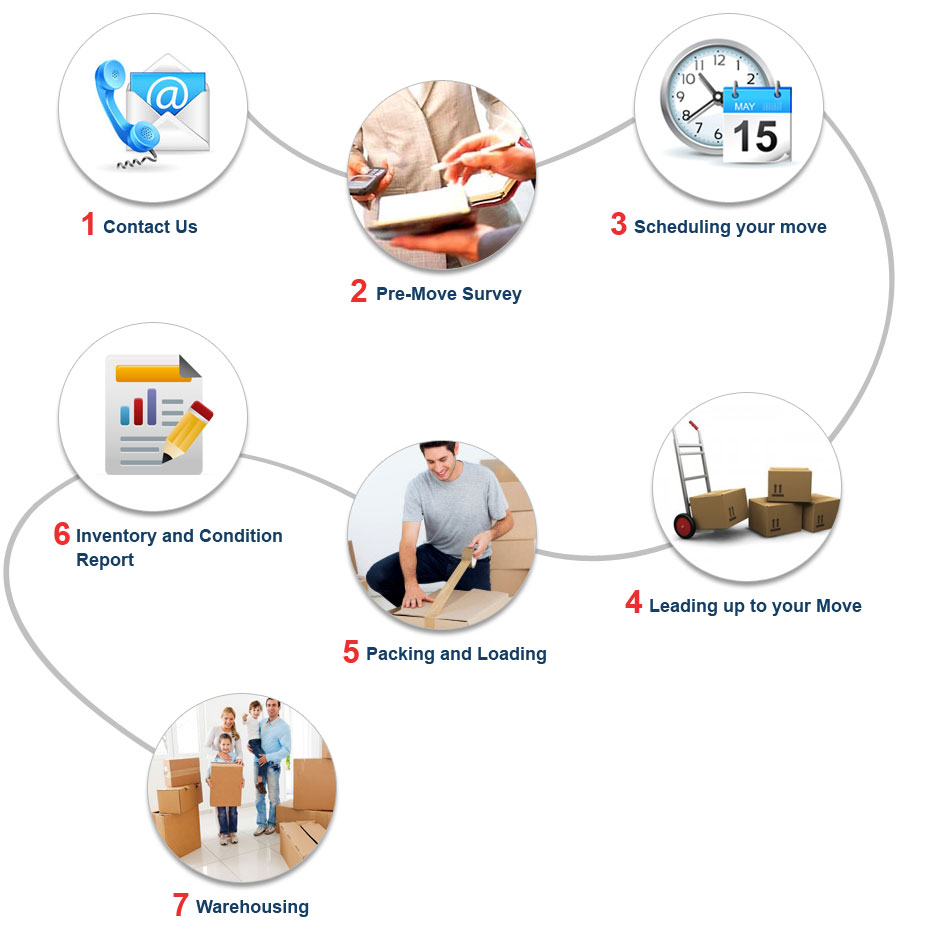 @
12
1
10
9
8
7
6
MAY
15
1 Contact Us
2 Pre-Move Survey
3 Scheduling your move
4 Leading up to your Move
5 Packing and Loading
6 Inventory and Condition
Report
7 Warehousing